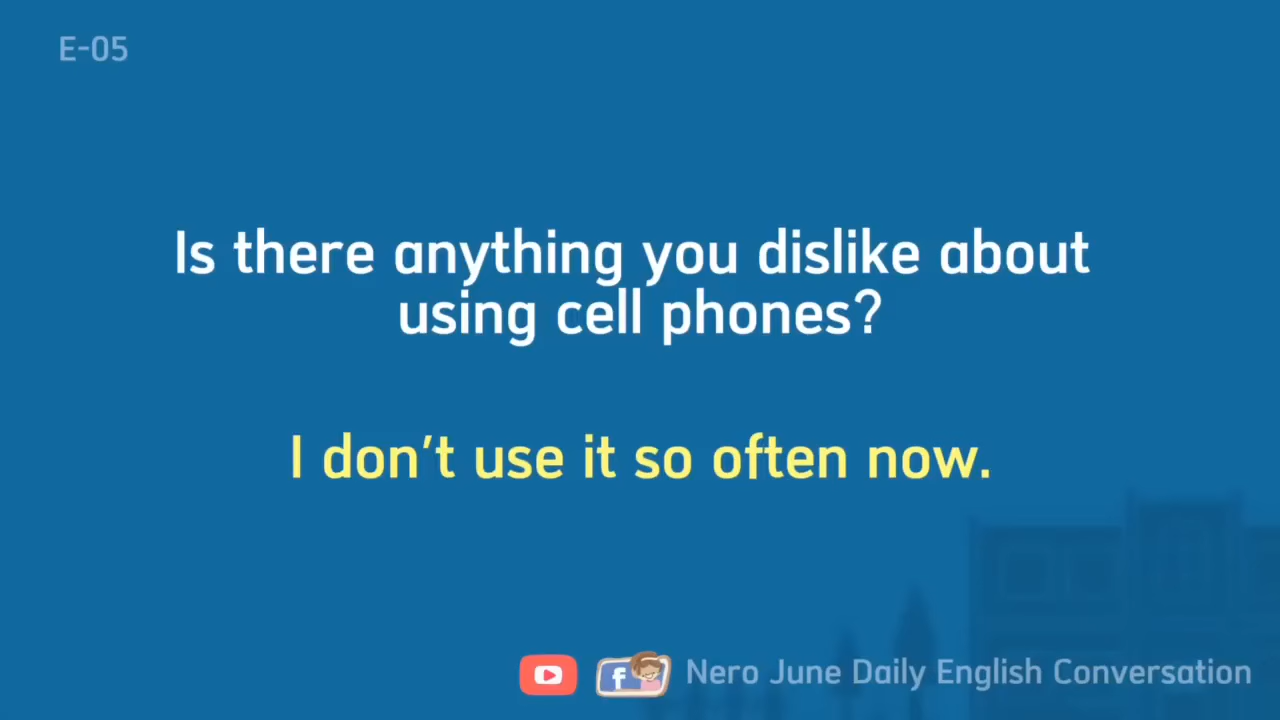 E-05
Is there anything you dislike about
using cell phones?
I don't use it so often now.
Nero June Daily English Conversation